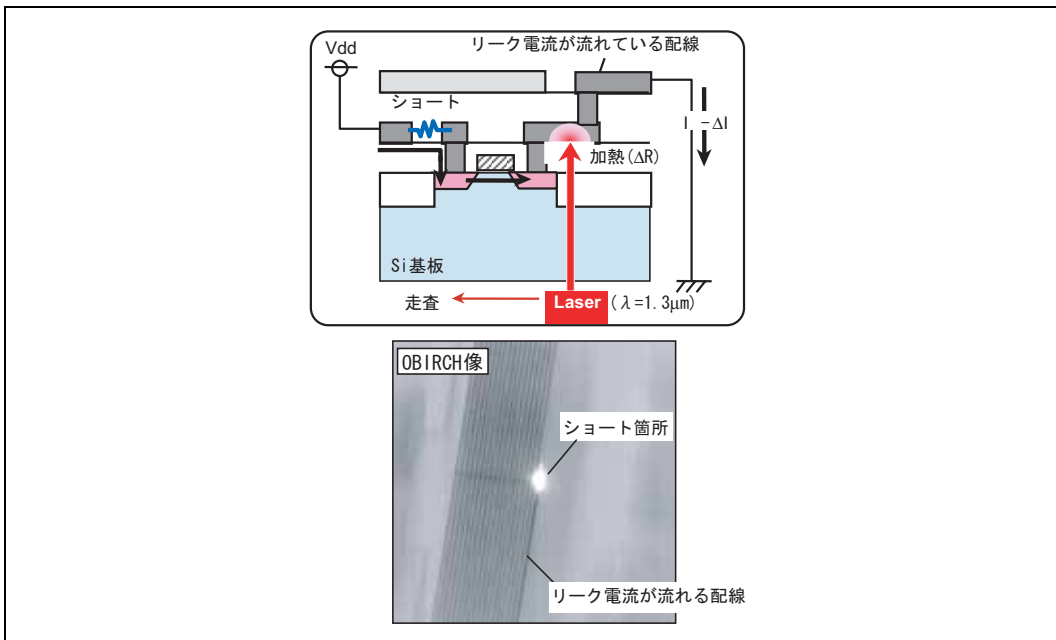 Vdd
リーク電流が流れている配線
ショート
I -ΔI
加熱(ΔR)
Si基板
走査
Laser (λ=1.3μm)
OBIRCH像
ショート箇所
リーク電流が流れる配線